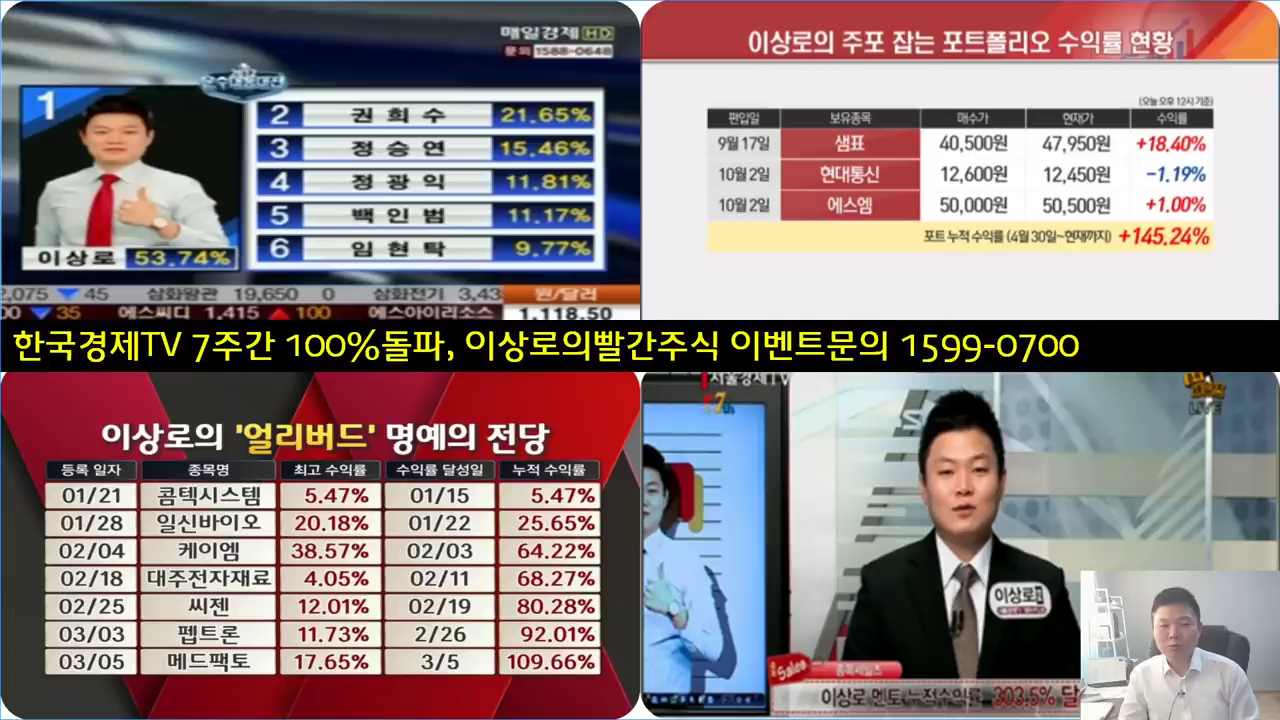 매일경제 HD
문의 1588-0648
1
이상로 53.74%
2 권희수 21.65%
3 정승연 15.46%
4 정광익 11.81%
5 백인범 11.17%
6 임현탁 9.77%
2,075 ▼ 45 삼화왕관 19,650 0 삼화전기 3,43
00 ▼ 35 에스씨디 1,415 ▲ 100 에스아이리소스
원/달러
1,118.50
이상로의 주포 잡는 포트폴리오 수익률 현황
(오늘 오후 12시 기준)
편입일 보유종목 매수가 현재가 수익률
9월 17일 샘표 40,500원 47,950원 +18.40%
10월 2일 현대통신 12,600원 12,450원 -1.19%
10월 2일 에스엠 50,000원 50,500원 +1.00%
포트 누적 수익률 (4월 30일~현재까지) +145.24%
한국경제TV 7주간 100%돌파, 이상로의빨간주식 이벤트문의 1599-0700
이상로의 '얼리버드' 명예의 전당
등록 일자 종목명 최고 수익률 수익률 달성일 누적 수익률
01/21 콤텍시스템 5.47% 01/15 5.47%
01/28 일신바이오 20.18% 01/22 25.65%
02/04 케이엠 38.57% 02/03 64.22%
02/18 대주전자재료 4.05% 02/11 68.27%
02/25 씨젠 12.01% 02/19 80.28%
03/03 펩트론 11.73% 2/26 92.01%
03/05 메드팩토 17.65% 3/5 109.66%
서울경제TV
LIVE
이상로
Sales
종목세일즈
이상로 멘토 누적수익률 303.5% 달